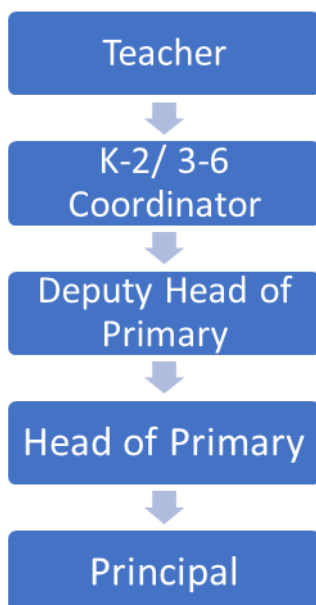 Teacher
K-2/ 3-6
Coordinator
Deputy Head of
Primary
Head of Primary
Principal